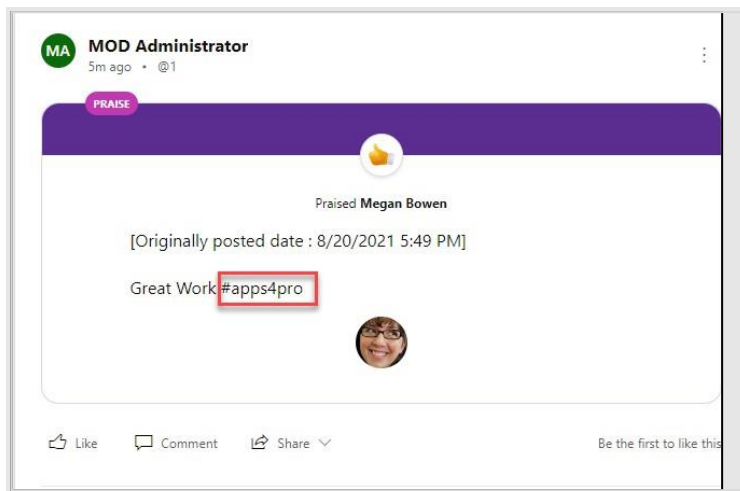 MA
MOD Administrator
5m ago • @1
PRAISE
Praised Megan Bowen
[Originally posted date : 8/20/2021 5:49 PM]
Great Work #apps4pro
Like Comment Share Be the first to like this